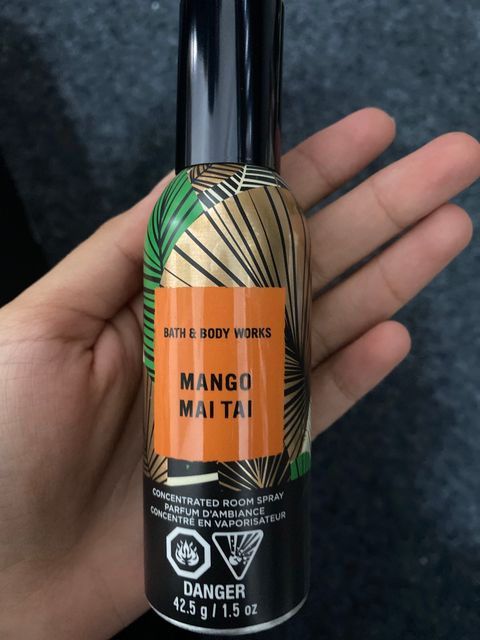 BATH & BODY WORKS
MANGO
MAI TAI
CONCENTRATED ROOM SPRAY
PARFUM D'AMBIANCE
CONCENTRÉ EN VAPORISATEUR
DANGER
42.5 g / 1.5 oz